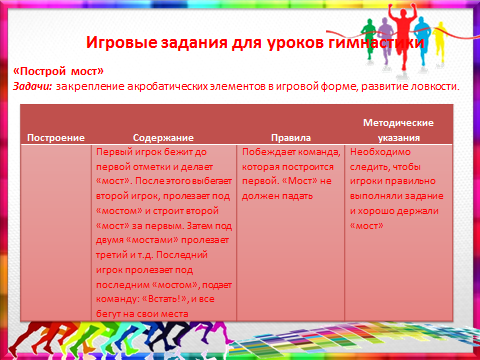 Игровые задания для уроков гимнастики
«Построй мост»
Задачи: закрепление акробатических элементов в игровой форме, развитие ловкости.
Построение
Содержание
Правила
Методические
указания
Первый игрок бежит до
первой отметки и делает
«мост». После этого выбегает
второй игрок, пролезает под
«мостом» и строит второй
«мост» за первым. Затем под
двумя «мостами» пролезает
третий и т.д. Последний
игрок пролезает под
последним «мостом», подает
команду: «Встать!», и все
бегут на свои места
Побеждает команда,
которая построится
первой. «Мост» не
должен падать
Необходимо
следить, чтобы
игроки правильно
выполняли задание
и хорошо держали
«мост»